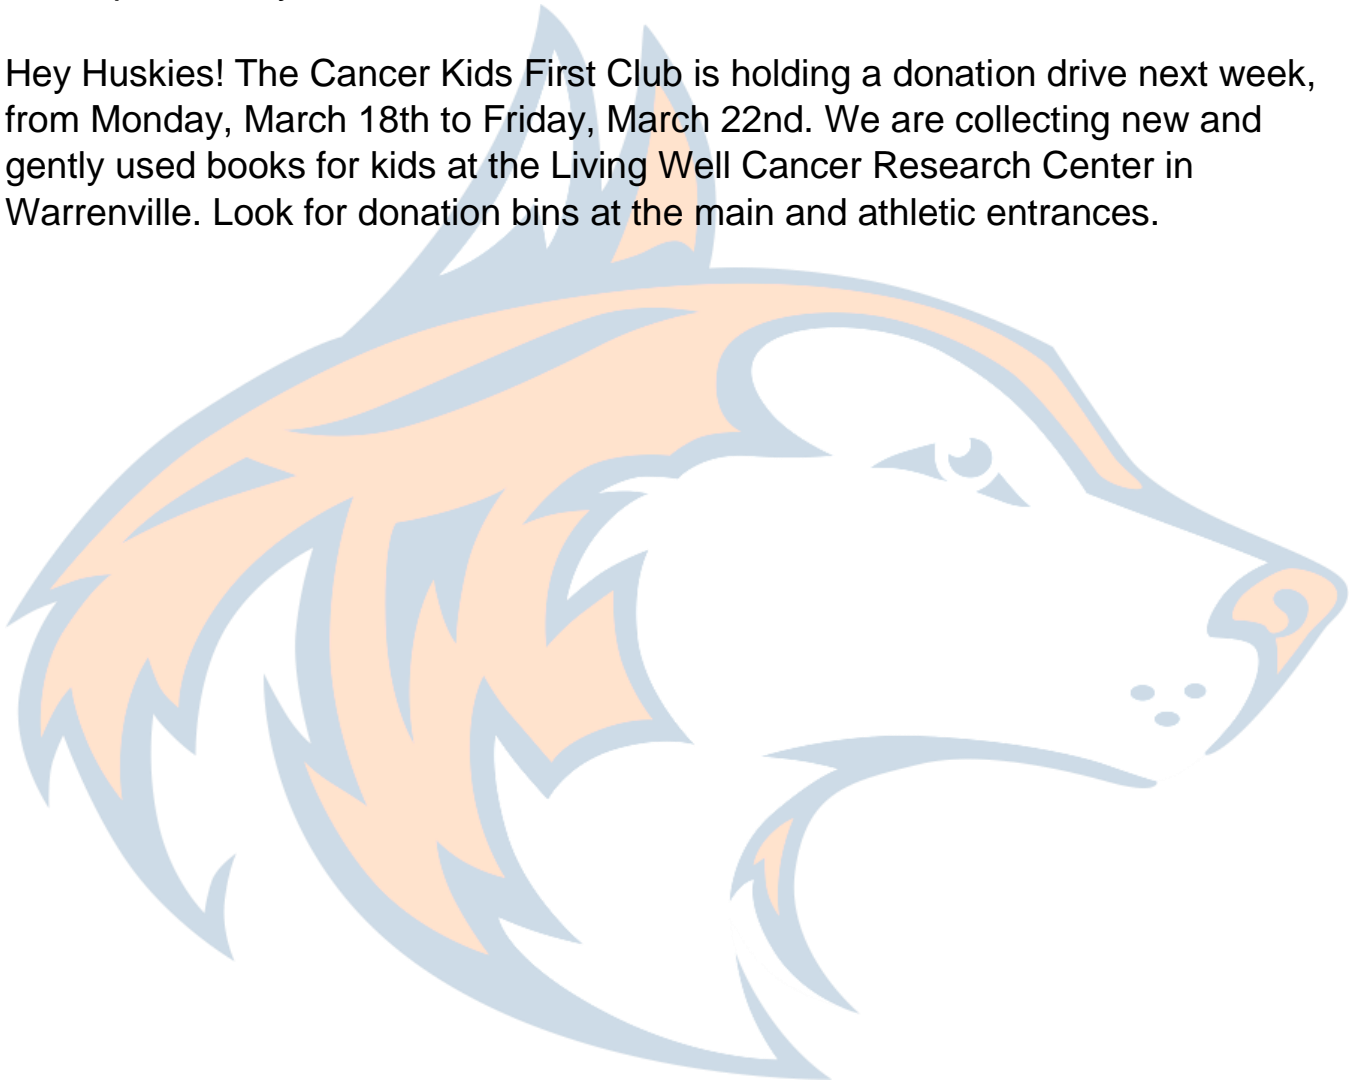 Hey Huskies! The Cancer Kids First Club is holding a donation drive next week,
from Monday, March 18th to Friday, March 22nd. We are collecting new and
gently used books for kids at the Living Well Cancer Research Center in
Warrenville. Look for donation bins at the main and athletic entrances.